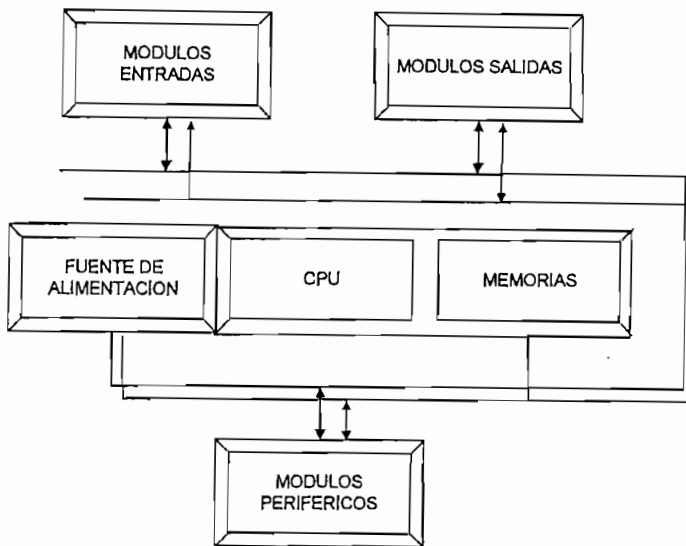 MODULOS
ENTRADAS
MODULOS SALIDAS
FUENTE DE
ALIMENTACION
CPU
MEMORIAS
MODULOS
PERIFERICOS